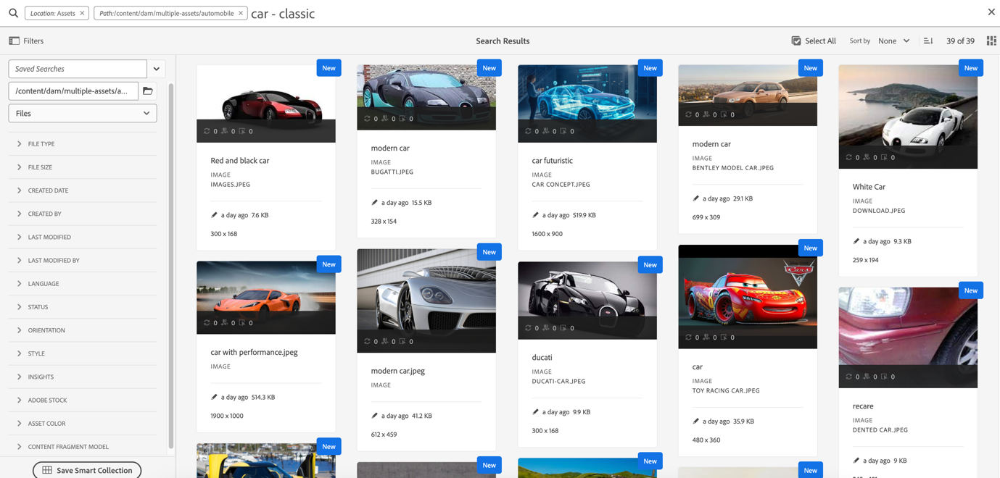 Location: Assets ×
Path:/content/dam/multiple-assets/automobile ×
car - classic
Filters
Search Results
Select All
Sort by None
39 of 39
Saved Searches
/content/dam/multiple-assets/a...
Files
FILE TYPE
FILE SIZE
CREATED DATE
CREATED BY
LAST MODIFIED
LAST MODIFIED BY
LANGUAGE
STATUS
ORIENTATION
STYLE
INSIGHTS
ADOBE STOCK
ASSET COLOR
CONTENT FRAGMENT MODEL
Save Smart Collection
New
0 0 0
Red and black car
IMAGE
IMAGES.JPEG
a day ago 7.6 KB
300 x 168
New
0 0 0
modern car
IMAGE
BUGATTI.JPEG
a day ago 15.5 KB
328 x 154
New
0 0 0
car futuristic
IMAGE
CAR CONCEPT.JPEG
a day ago 519.9 KB
1600 x 900
New
0 0 0
modern car
IMAGE
BENTLEY MODEL CAR.JPEG
a day ago 29.1 KB
699 x 309
New
0 0 0
White Car
IMAGE
DOWNLOAD.JPEG
a day ago 9.3 KB
259 x 194
New
0 0 0
car with performance.jpeg
IMAGE
a day ago 514.3 KB
1900 x 1000
New
0 0 0
modern car.jpeg
IMAGE
a day ago 41.2 KB
612 x 459
New
0 0 0
ducati
IMAGE
DUCATI-CAR.JPEG
a day ago 9.9 KB
300 x 168
New
Cars
0 0 0
car
IMAGE
TOY RACING CAR.JPEG
a day ago 35.9 KB
480 x 360
New
0 0 0
recare
IMAGE
DENTED CAR.JPEG
a day ago 9 KB
New
New
New
New